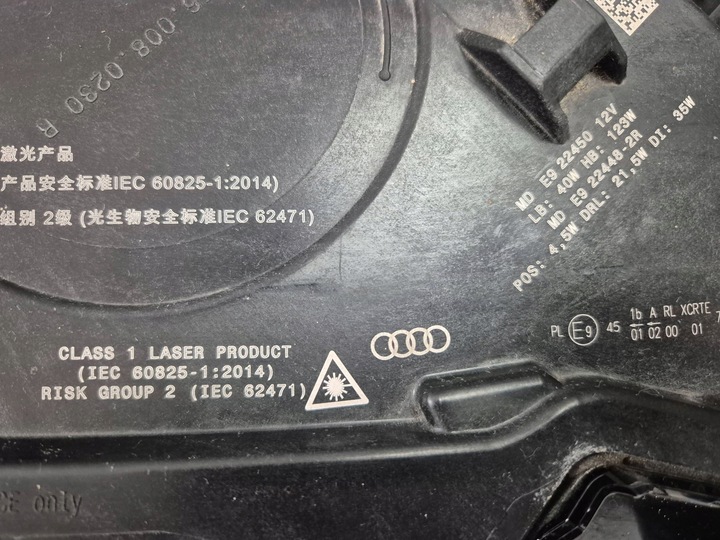 6.008.0230 R
激光产品
产品安全标准IEC 60825-1:2014)
组别 2级 (光生物安全标准IEC 62471)
CLASS 1 LASER PRODUCT
(IEC 60825-1:2014)
RISK GROUP 2 (IEC 62471)
MD E9 22450 12V
LB: 40W HB: 123W
MD E9 22448-2R
POS: 4,5W DRL: 21,5W DI: 35W
PL E9 45 1b A RL XCRTE 7
01 02 00 01
CE only